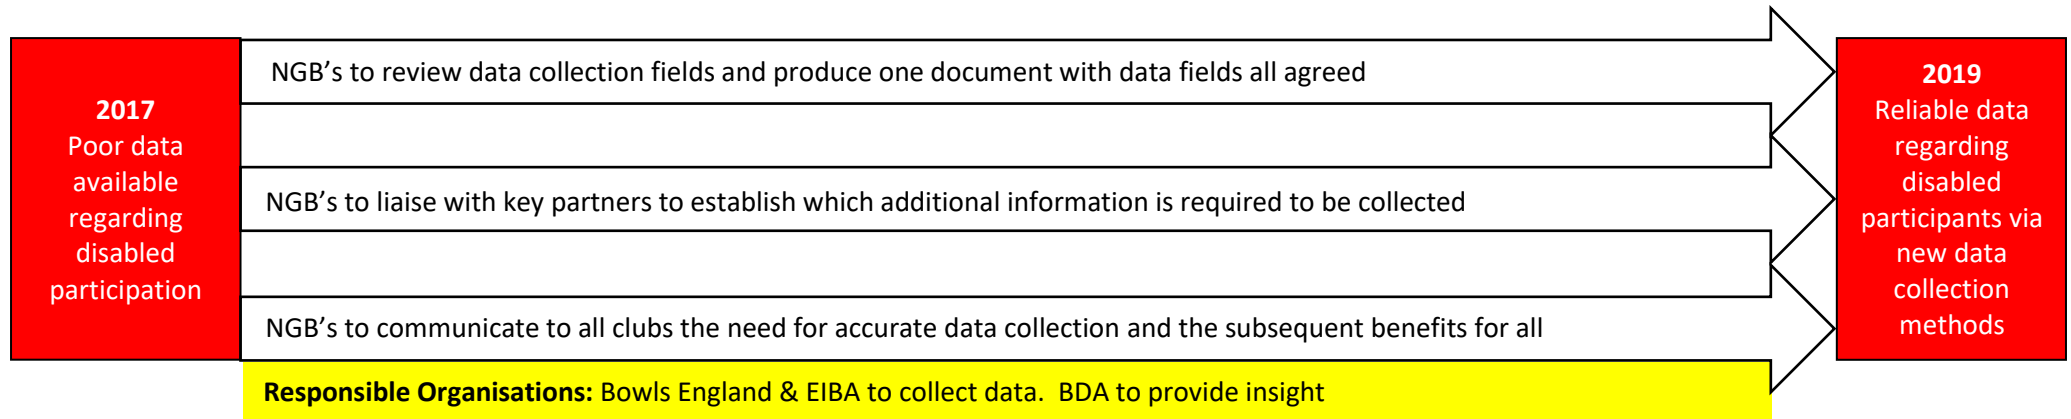 2017
Poor data
available
regarding
disabled
participation
NGB’s to review data collection fields and produce one document with data fields all agreed
NGB’s to liaise with key partners to establish which additional information is required to be collected
NGB’s to communicate to all clubs the need for accurate data collection and the subsequent benefits for all
Responsible Organisations: Bowls England & EIBA to collect data.  BDA to provide insight
2019
Reliable data
regarding
disabled
participants via
new data
collection
methods